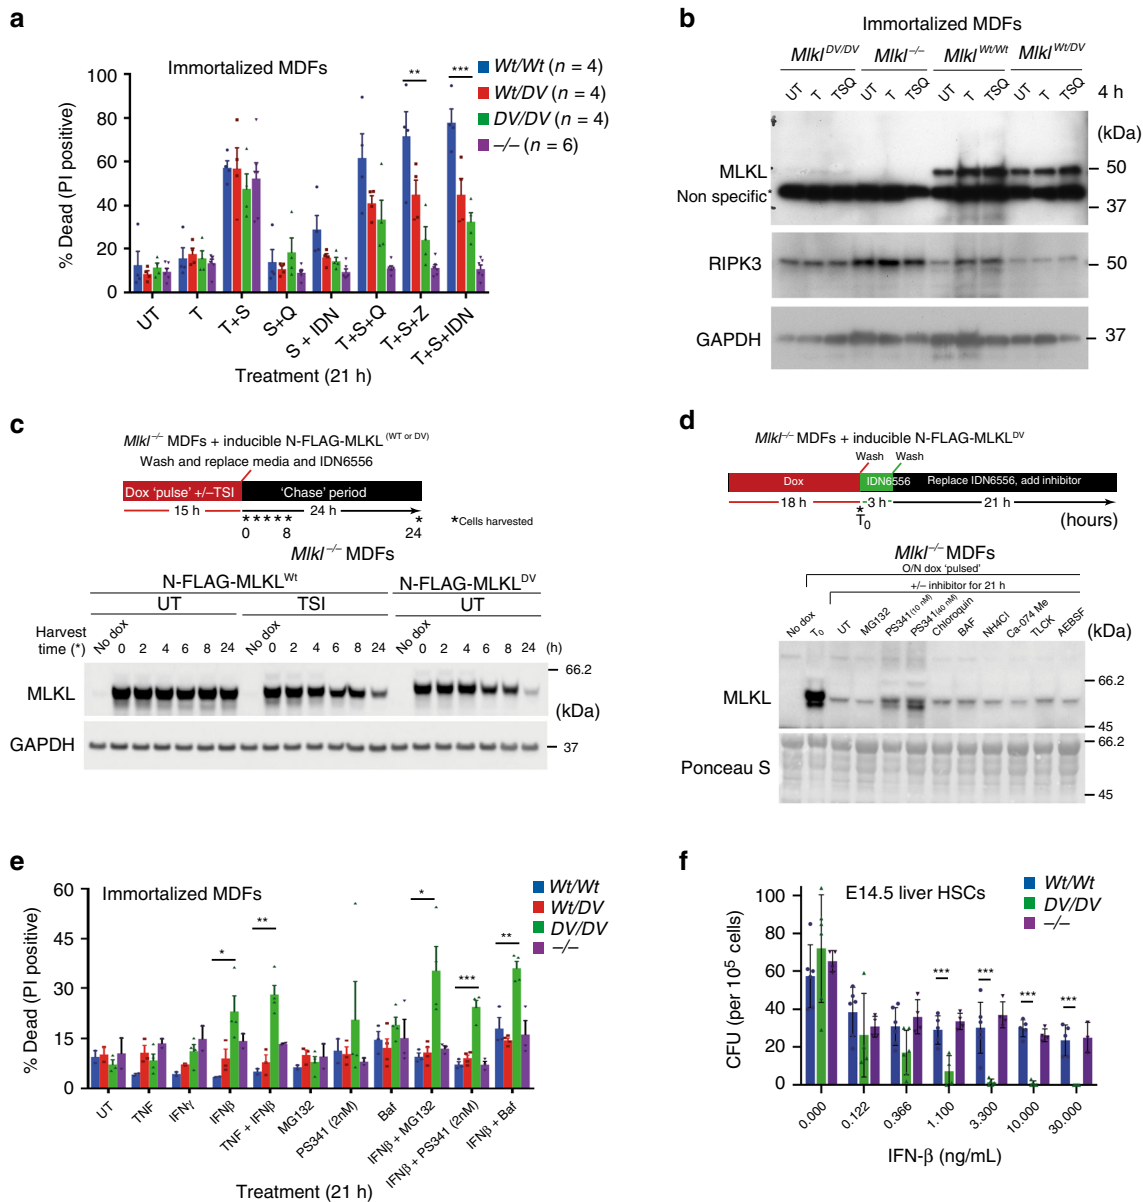 a
Immortalized MDFs
Wt/Wt (n = 4)
Wt/DV (n = 4)
DV/DV (n = 4)
–/– (n = 6)
** ***
% Dead (PI positive)
100
80
60
40
20
0
UT T T+S S+Q S + IDN T+S+Q T+S+Z T+S+IDN
Treatment (21 h)
b
Immortalized MDFs
Mlkl DV/DV Mlkl –/– Mlkl Wt/Wt Mlkl Wt/DV
UT T TSQ UT T TSQ UT T TSQ UT T TSQ 4 h
(kDa)
MLKL
50
Non specific*
37
RIPK3
50
GAPDH
37
c
Mlkl –/– MDFs + inducible N-FLAG-MLKL (WT or DV)
Wash and replace media and IDN6556
Dox 'pulse' +/–TSI 'Chase' period
15 h 24 h
* * * * * *
*Cells harvested
0 8 24
Mlkl –/– MDFs
N-FLAG-MLKL Wt N-FLAG-MLKL DV
UT TSI UT
Harvest time (*)
No dox 0 2 4 6 8 24 No dox 0 2 4 6 8 24 No dox 0 2 4 6 8 24 (h)
66.2
MLKL
(kDa)
GAPDH
37
d
Mlkl –/– MDFs + inducible N-FLAG-MLKL DV
Wash Wash
Dox IDN6556 Replace IDN6556, add inhibitor
18 h 3 h 21 h
* T0
(hours)
Mlkl –/– MDFs
O/N dox 'pulsed'
+/– inhibitor for 21 h
No dox T0 UT MG132 PS341(10 nM) PS341(40 nM) Chloroquin BAF NH4Cl Ca-074 Me TLCK AEBSF
(kDa)
66.2
MLKL
45
66.2
Ponceau S
45
e
Immortalized MDFs
Wt/Wt
Wt/DV
DV/DV
–/–
* ** * *** **
% Dead (PI positive)
60
45
30
15
0
UT TNF IFNγ IFNβ TNF + IFNβ MG132 PS341 (2nM) Baf IFNβ + MG132 IFNβ + PS341 (2nM) IFNβ + Baf
Treatment (21 h)
f
E14.5 liver HSCs
Wt/Wt
DV/DV
–/–
*** *** *** ***
CFU (per 10⁵ cells)
100
80
60
40
20
0
0.000 0.122 0.366 1.100 3.300 10.000 30.000
IFN-β (ng/mL)